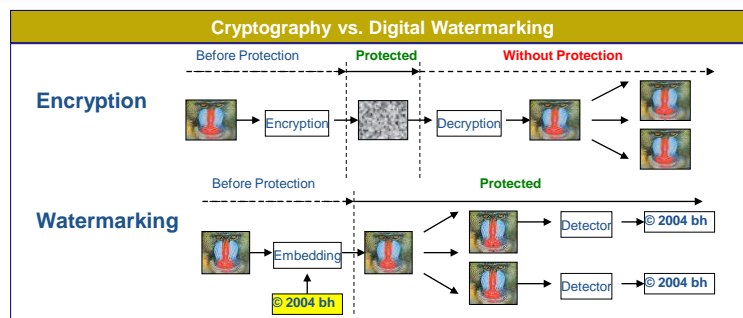 Cryptography vs. Digital Watermarking
Before Protection Protected Without Protection
Encryption
Encryption Decryption
Before Protection Protected
Watermarking
Detector © 2004 bh
Embedding
© 2004 bh
Detector © 2004 bh